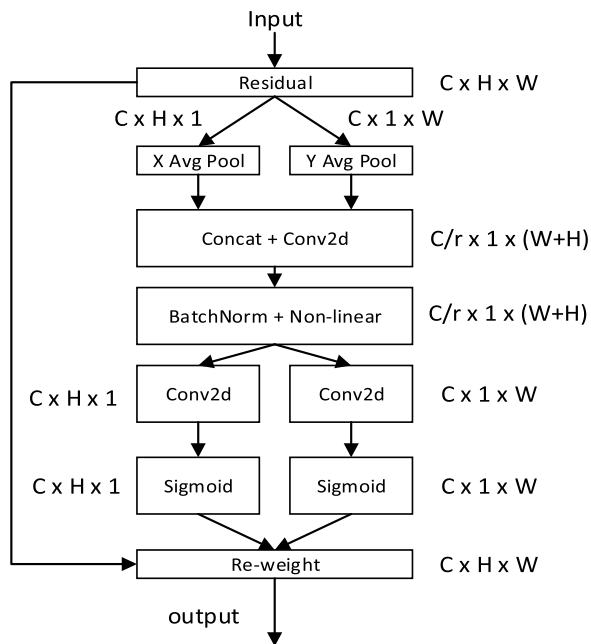 Input
Residual
C x H x W
C x H x 1
C x 1 x W
X Avg Pool
Y Avg Pool
Concat + Conv2d
C/r x 1 x (W+H)
BatchNorm + Non-linear
C/r x 1 x (W+H)
C x H x 1
Conv2d
Conv2d
C x 1 x W
C x H x 1
Sigmoid
Sigmoid
C x 1 x W
Re-weight
C x H x W
output